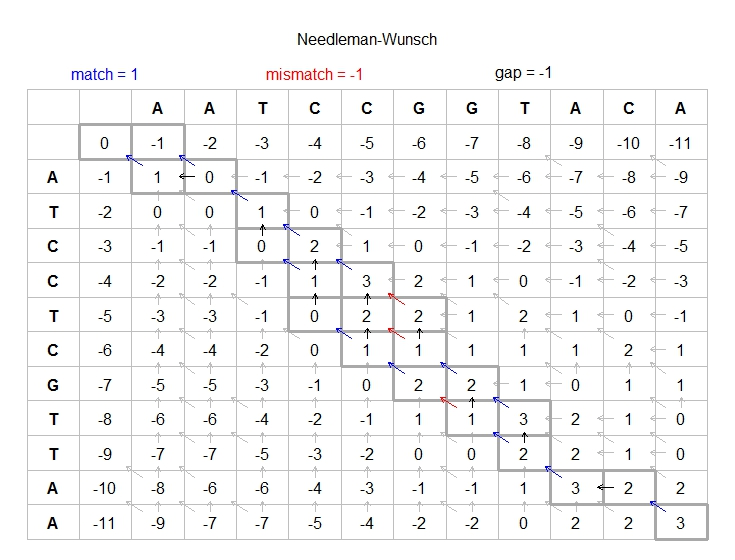 Needleman-Wunsch
match = 1 mismatch = -1 gap = -1
A A T C C G G T A C A
0 -1 -2 -3 -4 -5 -6 -7 -8 -9 -10 -11
A -1 1 0 -1 -2 -3 -4 -5 -6 -7 -8 -9
T -2 0 0 1 0 -1 -2 -3 -4 -5 -6 -7
C -3 -1 -1 0 2 1 0 -1 -2 -3 -4 -5
C -4 -2 -2 -1 1 3 2 1 0 -1 -2 -3
T -5 -3 -3 -1 0 2 2 1 2 1 0 -1
C -6 -4 -4 -2 0 1 1 1 1 1 2 1
G -7 -5 -5 -3 -1 0 2 2 1 0 1 1
T -8 -6 -6 -4 -2 -1 1 1 3 2 1 0
T -9 -7 -7 -5 -3 -2 0 0 2 2 1 0
A -10 -8 -6 -6 -4 -3 -1 -1 1 3 2 2
A -11 -9 -7 -7 -5 -4 -2 -2 0 2 2 3